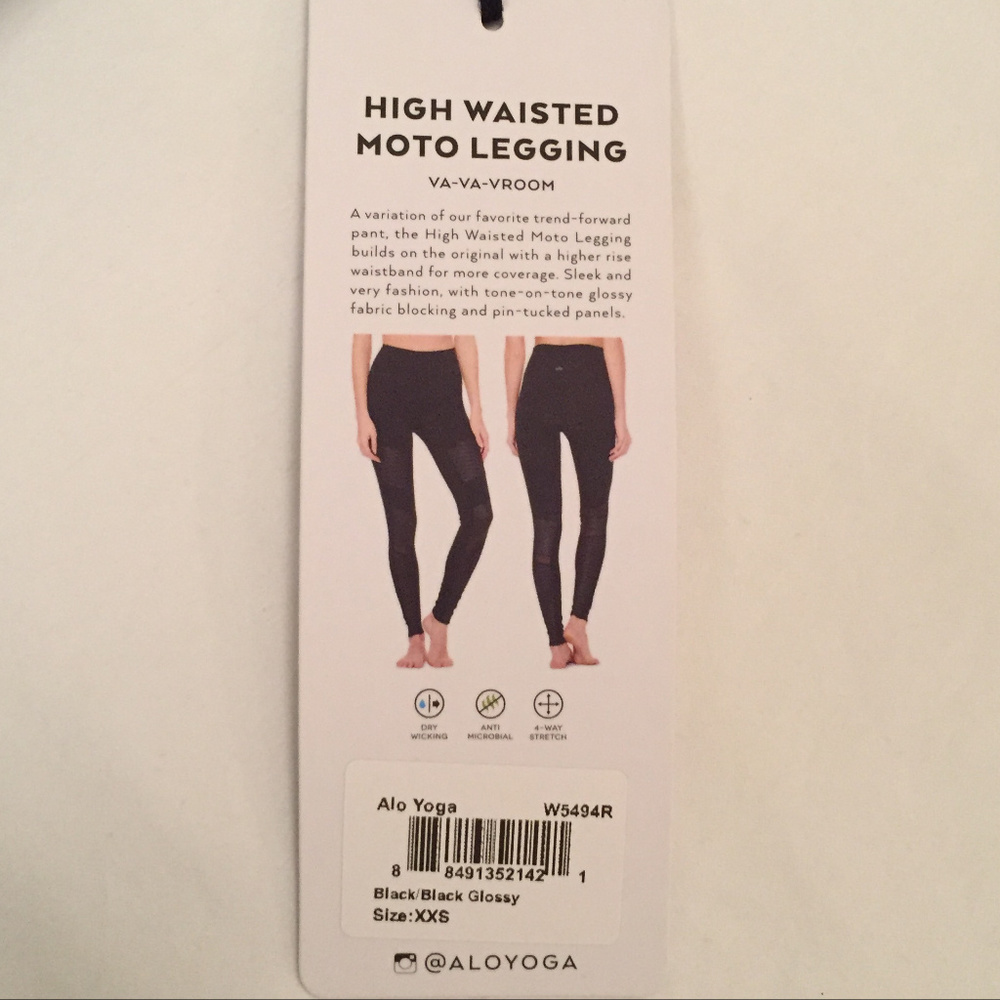 HIGH WAISTED
MOTO LEGGING
VA-VA-VROOM
A variation of our favorite trend-forward
pant, the High Waisted Moto Legging
builds on the original with a higher rise
waistband for more coverage. Sleek and
very fashion, with tone-on-tone glossy
fabric blocking and pin-tucked panels.
DRY
WICKING
ANTI
MICROBIAL
4-WAY
STRETCH
Alo Yoga W5494R
8 8491352142 1
Black/Black Glossy
Size:XXS
@ALOYOGA